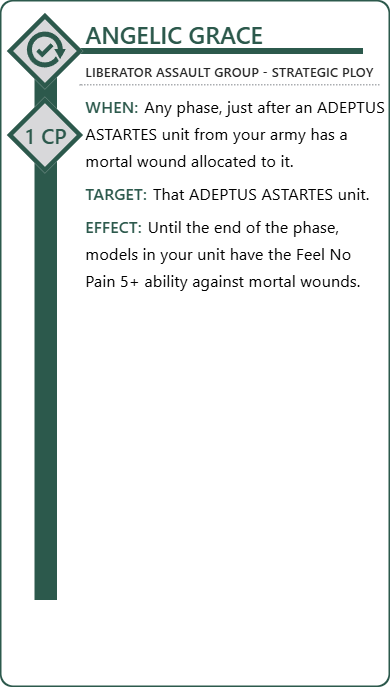 ANGELIC GRACE
LIBERATOR ASSAULT GROUP - STRATEGIC PLOY
1 CP
WHEN: Any phase, just after an ADEPTUS
ASTARTES unit from your army has a
mortal wound allocated to it.
TARGET: That ADEPTUS ASTARTES unit.
EFFECT: Until the end of the phase,
models in your unit have the Feel No
Pain 5+ ability against mortal wounds.